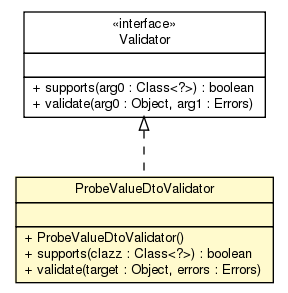 «interface»
Validator
+ supports(arg0 : Class<?>) : boolean
+ validate(arg0 : Object, arg1 : Errors)
ProbeValueDtoValidator
+ ProbeValueDtoValidator()
+ supports(clazz : Class<?>) : boolean
+ validate(target : Object, errors : Errors)